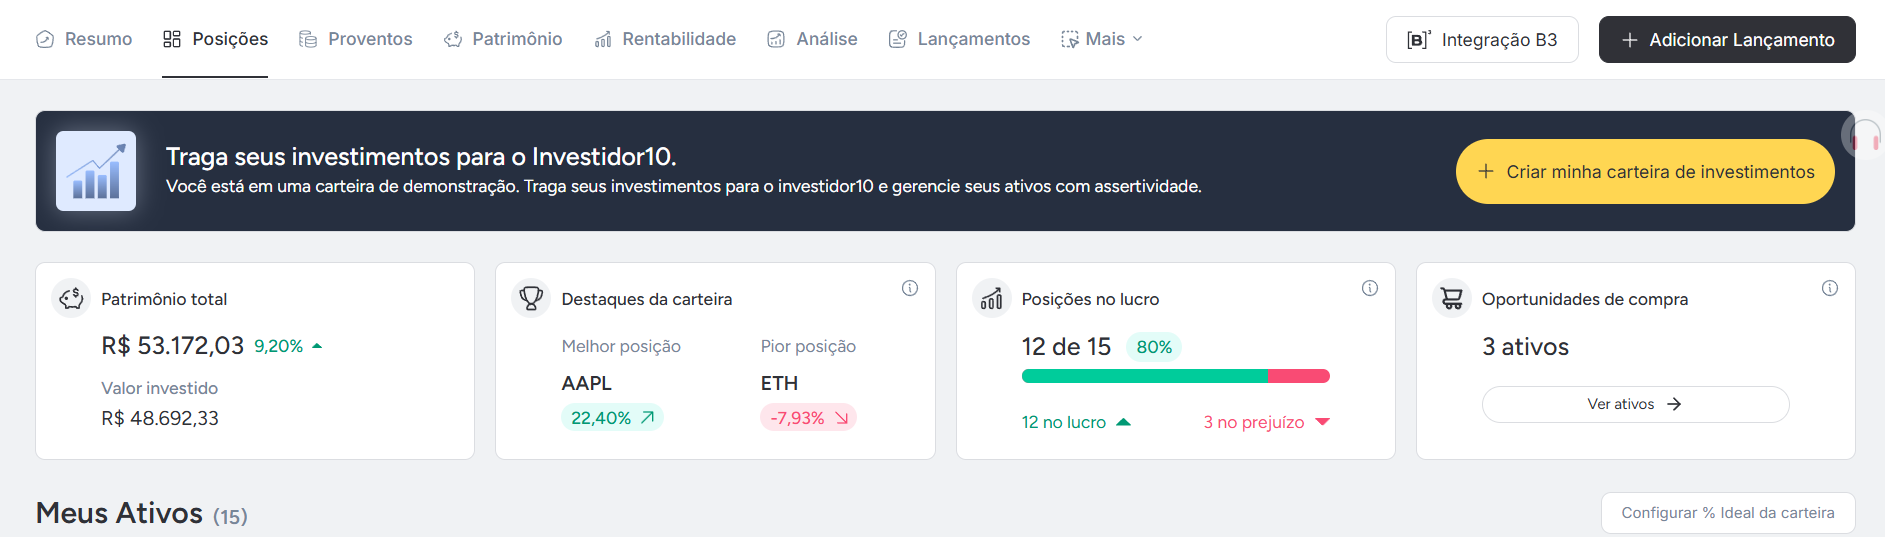 Resumo
Posições
Proventos
Patrimônio
Rentabilidade
Análise
Lançamentos
Mais
[B]³ Integração B3
+ Adicionar Lançamento
Traga seus investimentos para o Investidor10.
Você está em uma carteira de demonstração. Traga seus investimentos para o investidor10 e gerencie seus ativos com assertividade.
+ Criar minha carteira de investimentos
Patrimônio total
R$ 53.172,03 9,20%
Valor investido
R$ 48.692,33
Destaques da carteira
Melhor posição
AAPL
22,40%
Pior posição
ETH
-7,93%
Posições no lucro
12 de 15 80%
12 no lucro
3 no prejuízo
Oportunidades de compra
3 ativos
Ver ativos
Meus Ativos (15)
Configurar % Ideal da carteira